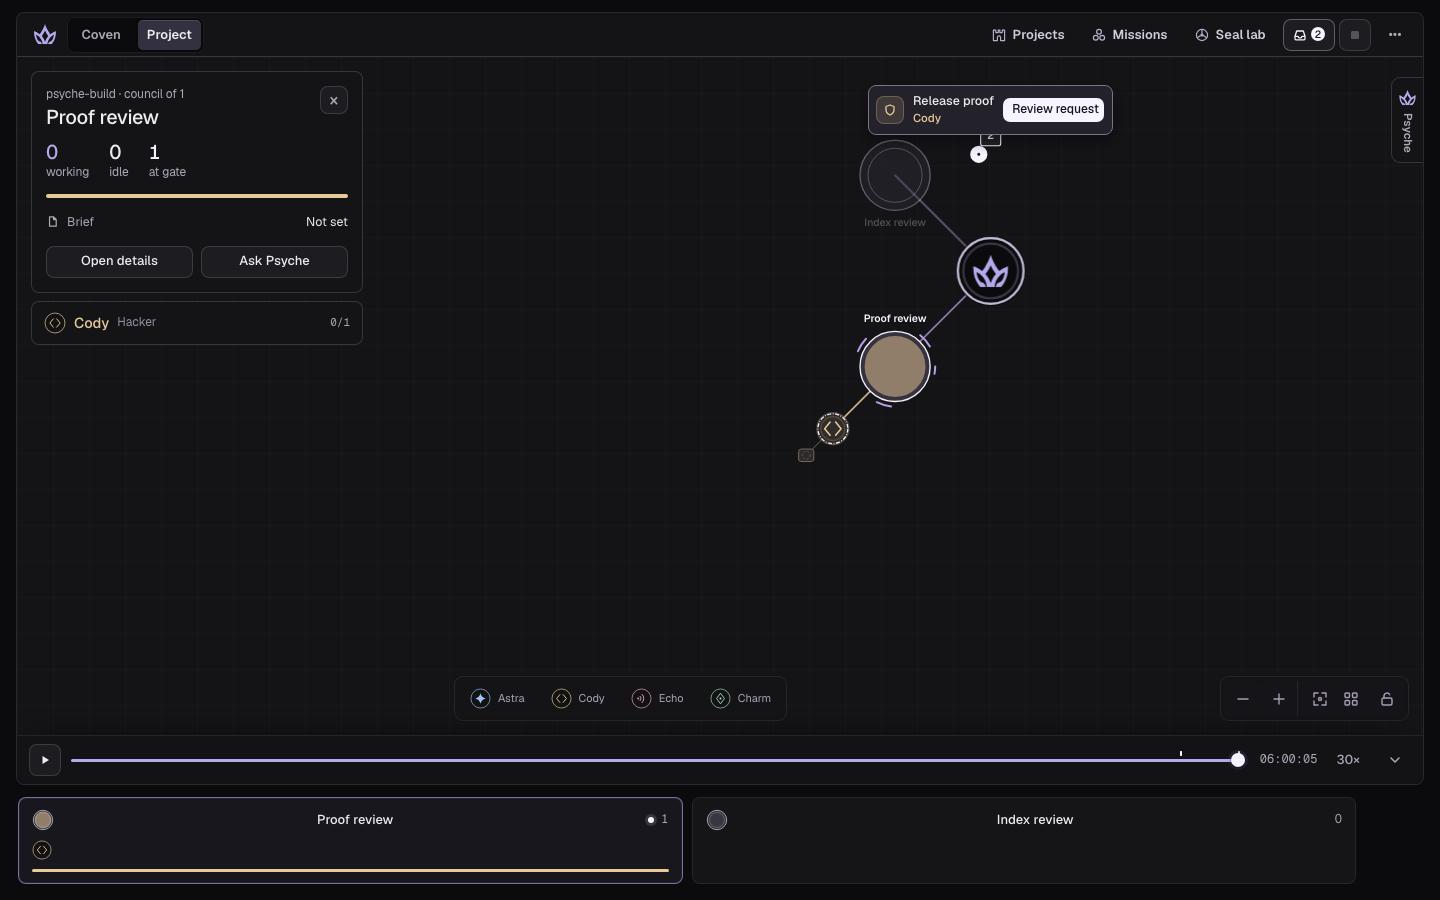 Coven
Project
Projects
Missions
Seal lab
2
psyche-build · council of 1
Proof review
0
0
1
working
idle
at gate
Brief
Not set
Open details
Ask Psyche
Cody
Hacker
0/1
Release proof
Cody
Review request
2
Psyche
Index review
Proof review
Astra
Cody
Echo
Charm
06:00:05
30×
Proof review
1
Index review
0